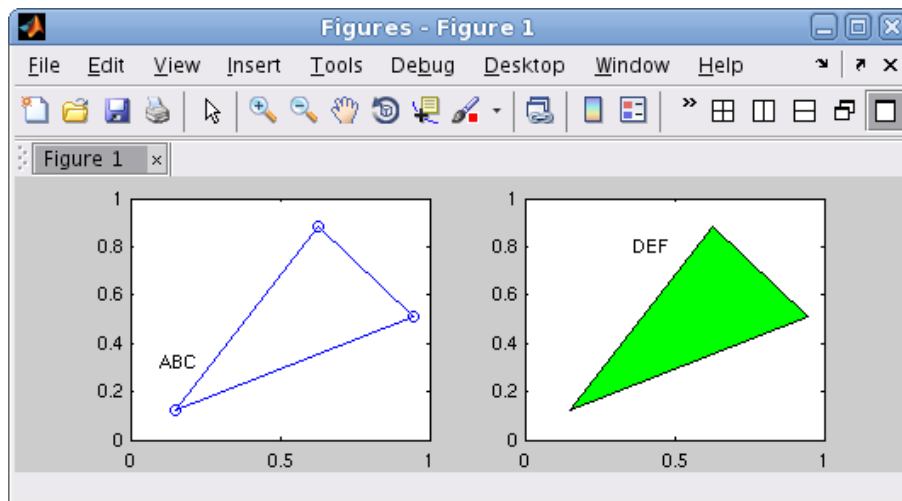 Figures - Figure 1
File Edit View Insert Tools Debug Desktop Window Help
Figure 1
1
0.8
0.6
0.4
0.2
0
0 0.5 1
ABC
1
0.8
0.6
0.4
0.2
0
0 0.5 1
DEF